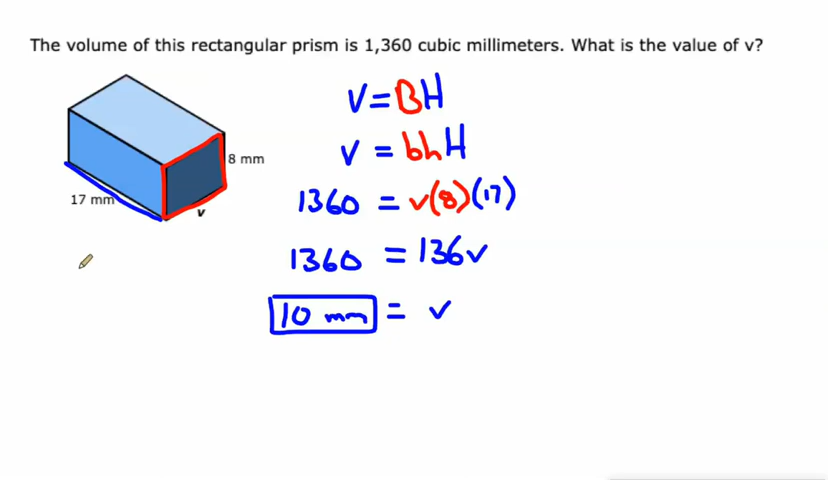 The volume of this rectangular prism is 1,360 cubic millimeters. What is the value of v?
V = BH
8 mm
V = bhH
17 mm
1360 = v(8)(17)
v
1360 = 136v
10 mm = v